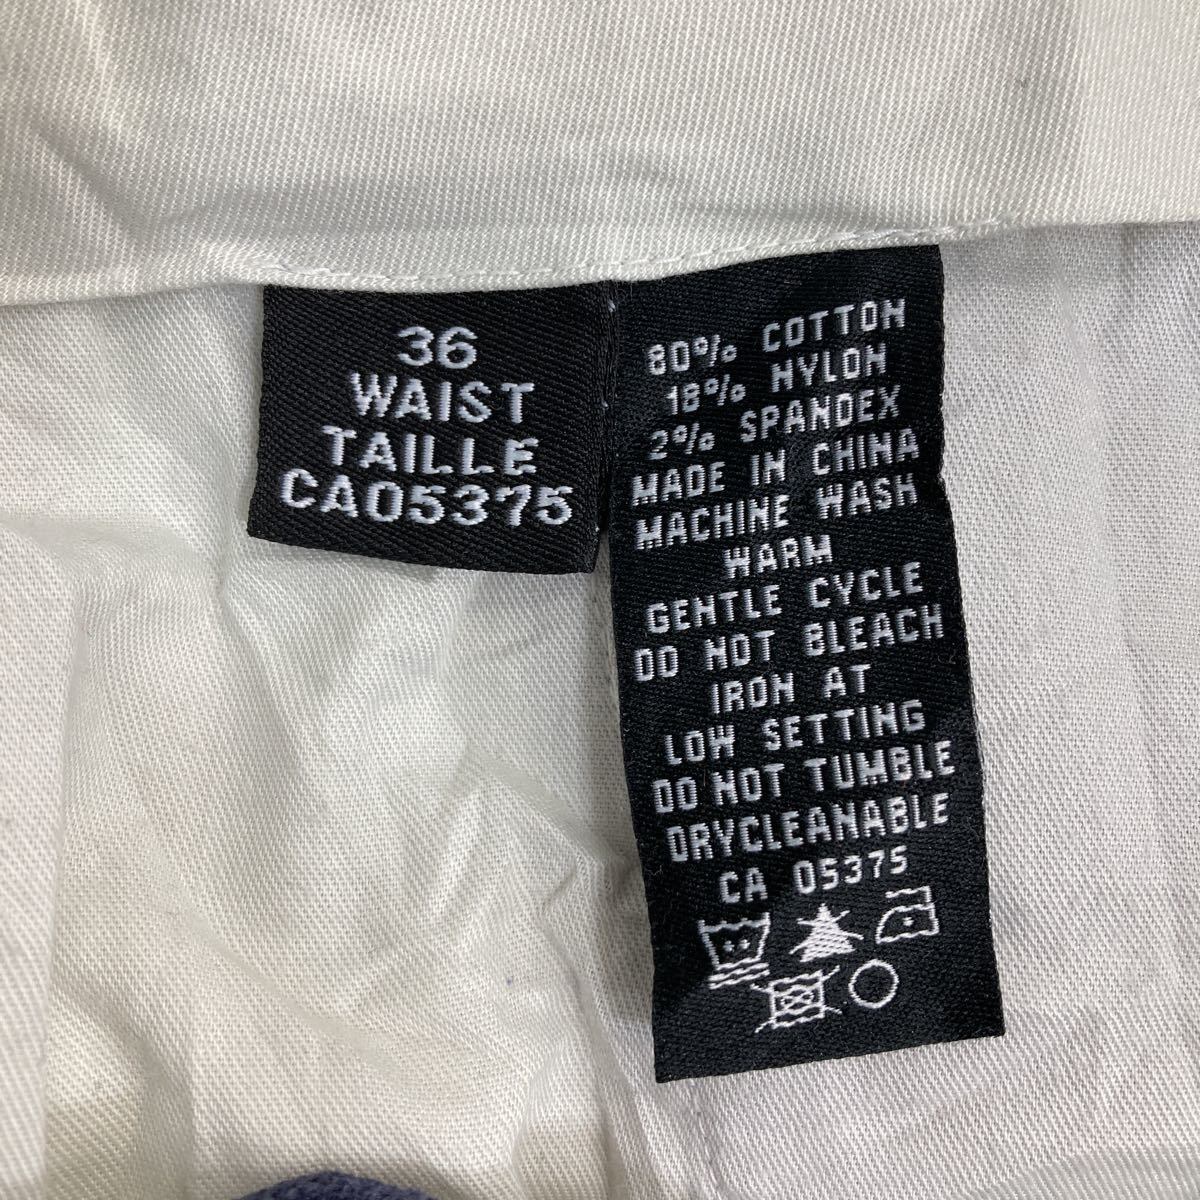 36
WAIST
TAILLE
CA05375
80% COTTON
18% NYLON
2% SPANDEX
MADE IN CHINA
MACHINE WASH
WARM
GENTLE CYCLE
DO NOT BLEACH
IRON AT
LOW SETTING
DO NOT TUMBLE
DRYCLEANABLE
CA 05375